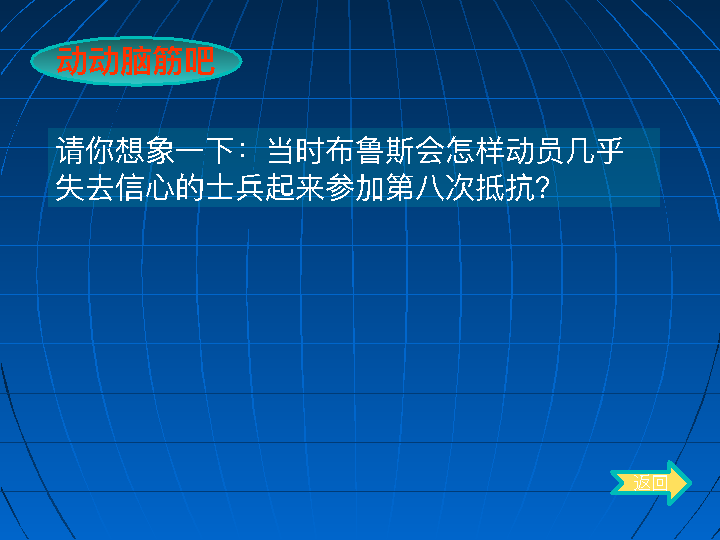 动动脑筋吧
请你想象一下：当时布鲁斯会怎样动员几乎
失去信心的士兵起来参加第八次抵抗？
返回